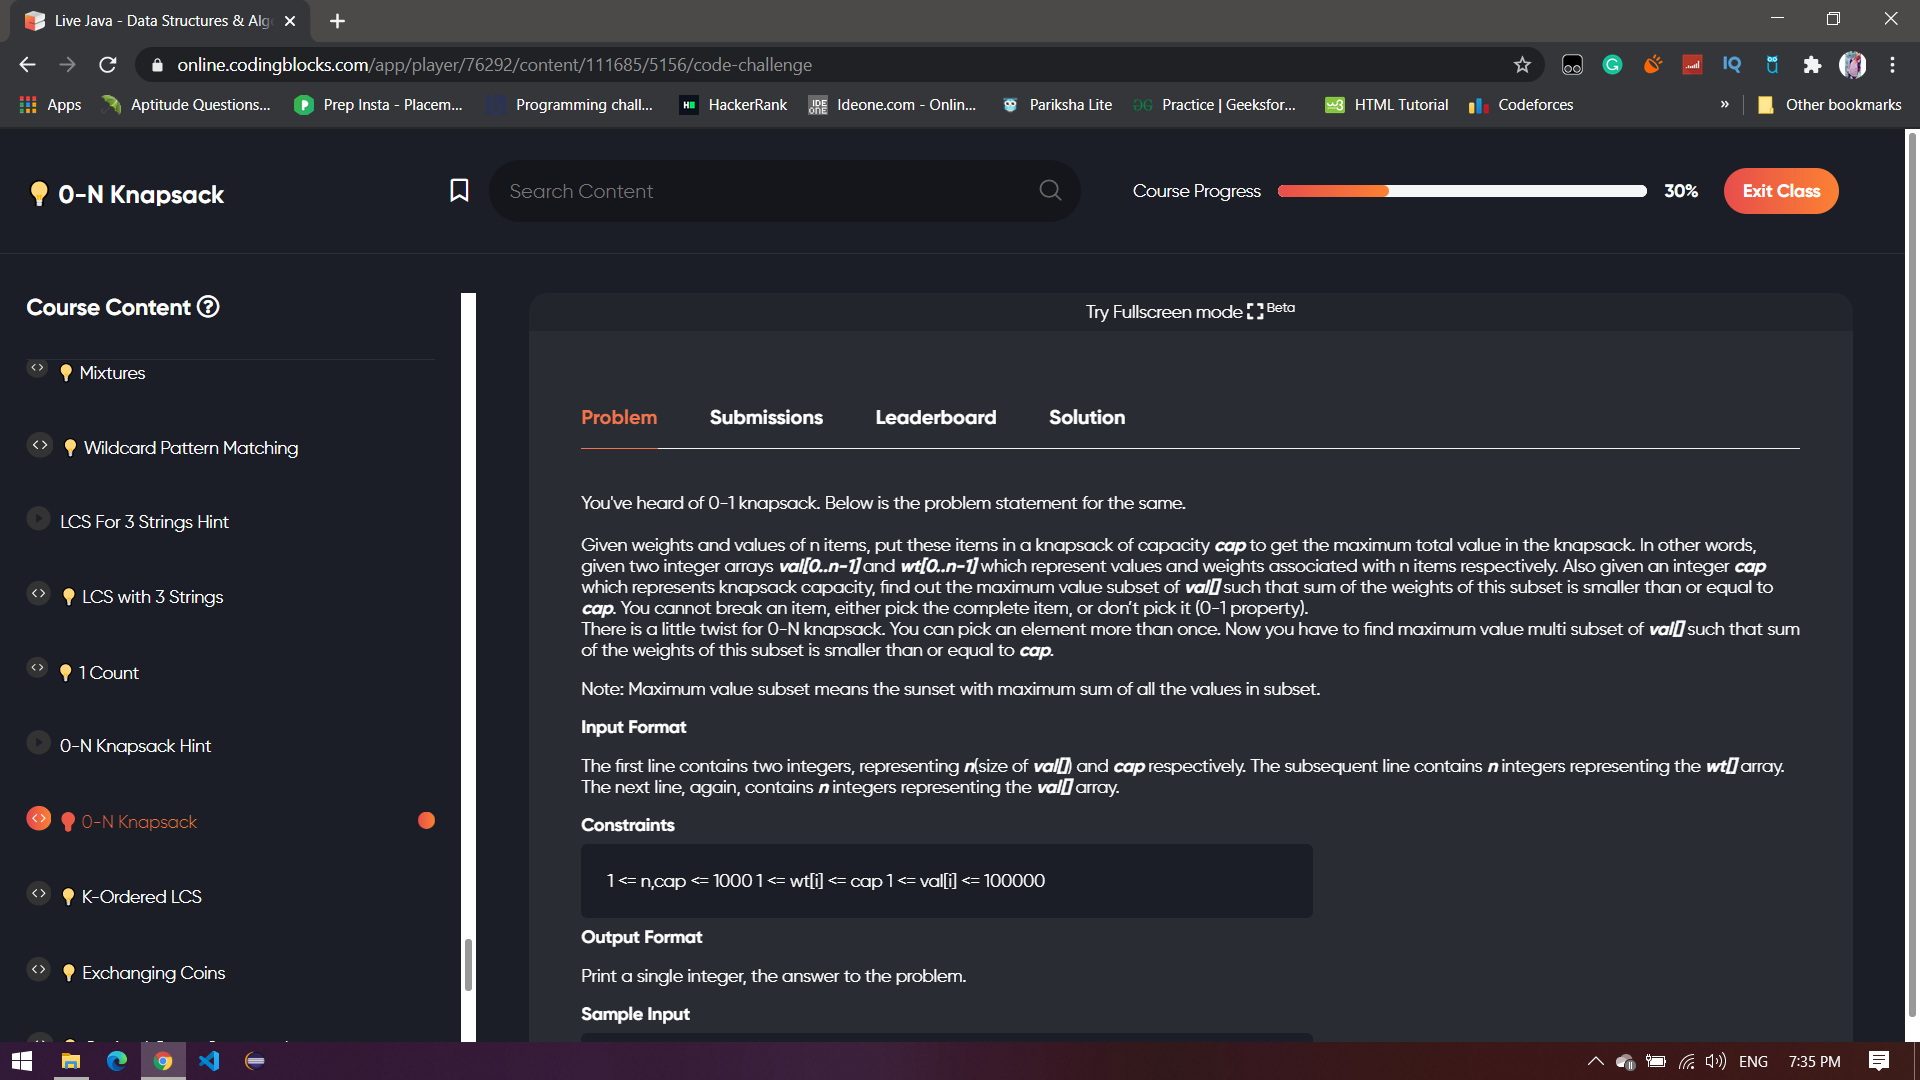 Live Java - Data Structures & Alg
online.codingblocks.com/app/player/76292/content/111685/5156/code-challenge
Apps Aptitude Questions... Prep Insta - Placem... Programming chall... HackerRank Ideone.com - Onlin... Pariksha Lite Practice | Geeksfor... HTML Tutorial Codeforces » Other bookmarks
0-N Knapsack
Search Content
Course Progress 30% Exit Class
Course Content
Mixtures
Wildcard Pattern Matching
LCS For 3 Strings Hint
LCS with 3 Strings
1 Count
0-N Knapsack Hint
0-N Knapsack
K-Ordered LCS
Exchanging Coins
Try Fullscreen mode Beta
Problem Submissions Leaderboard Solution
You've heard of 0-1 knapsack. Below is the problem statement for the same.
Given weights and values of n items, put these items in a knapsack of capacity cap to get the maximum total value in the knapsack. In other words,
given two integer arrays val[0..n-1] and wt[0..n-1] which represent values and weights associated with n items respectively. Also given an integer cap
which represents knapsack capacity, find out the maximum value subset of val[] such that sum of the weights of this subset is smaller than or equal to
cap. You cannot break an item, either pick the complete item, or don't pick it (0-1 property).
There is a little twist for 0-N knapsack. You can pick an element more than once. Now you have to find maximum value multi subset of val[] such that sum
of the weights of this subset is smaller than or equal to cap.
Note: Maximum value subset means the sunset with maximum sum of all the values in subset.
Input Format
The first line contains two integers, representing n(size of val[]) and cap respectively. The subsequent line contains n integers representing the wt[] array.
The next line, again, contains n integers representing the val[] array.
Constraints
1 <= n,cap <= 1000 1 <= wt[i] <= cap 1 <= val[i] <= 100000
Output Format
Print a single integer, the answer to the problem.
Sample Input
ENG 7:35 PM